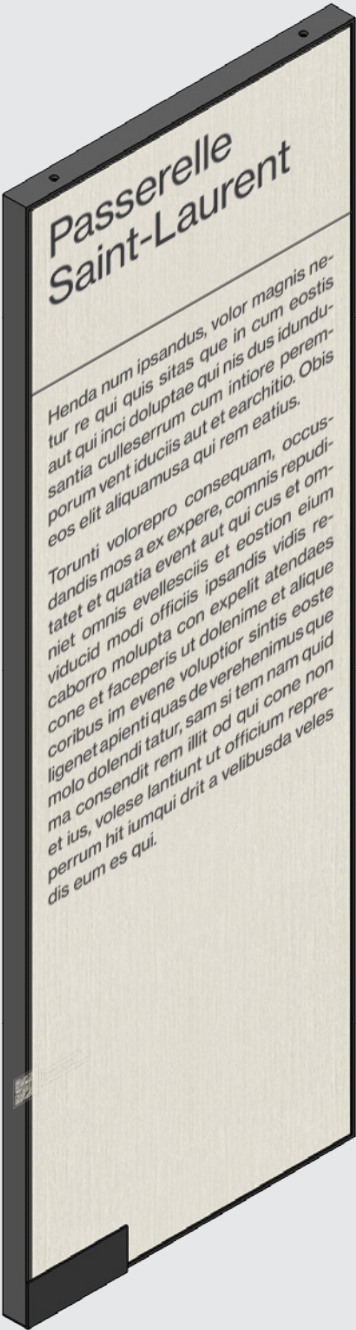 Passerelle
Saint-Laurent
Henda num ipsandus, volor magnis ne-
tur re qui quis sitas que in cum eostis
aut qui inci doluptae qui nis dus idundu-
santia culleserrum cum intiore perem-
porum vent iduciis aut et earchitio. Obis
eos elit aliquamusa qui rem eatius.
Torunti volorepro consequam, occus-
dandis mos a ex expere, comnis repudi-
tatet et quatia event aut qui cus et om-
niet omnis evellesciis et eostion eium
viducid modi officiis ipsandis vidis re-
caborro molupta con expelit atendaes
cone et faceperis ut dolenime et alique
coribus im evene voluptior sintis eoste
ligenet apienti quas de verehenimus que
molo dolendi tatur, sam si tem nam quid
ma consendit rem illit od qui cone non
et ius, volese lantiunt ut officium repre-
perrum hit iumqui drit a velibusda veles
dis eum es qui.